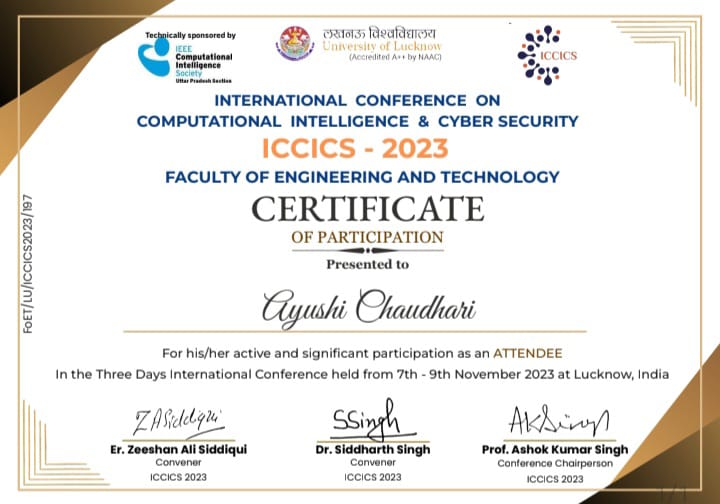 Technically sponsored by
IEEE
Computational
Intelligence
Society
Uttar Pradesh Section
लखनऊ विश्वविद्यालय
University of Lucknow
(Accredited A++ by NAAC)
ICCICS
INTERNATIONAL CONFERENCE ON
COMPUTATIONAL INTELLIGENCE & CYBER SECURITY
ICCICS - 2023
FACULTY OF ENGINEERING AND TECHNOLOGY
CERTIFICATE
OF PARTICIPATION
Presented to
Ayushi Chaudhari
For his/her active and significant participation as an ATTENDEE
In the Three Days International Conference held from 7th - 9th November 2023 at Lucknow, India
FoET/LU/ICCICS2023/197
ZASiddiqui
SSingh
AKSingh
Er. Zeeshan Ali Siddiqui
Convener
ICCICS 2023
Dr. Siddharth Singh
Convener
ICCICS 2023
Prof. Ashok Kumar Singh
Conference Chairperson
ICCICS 2023
1/1